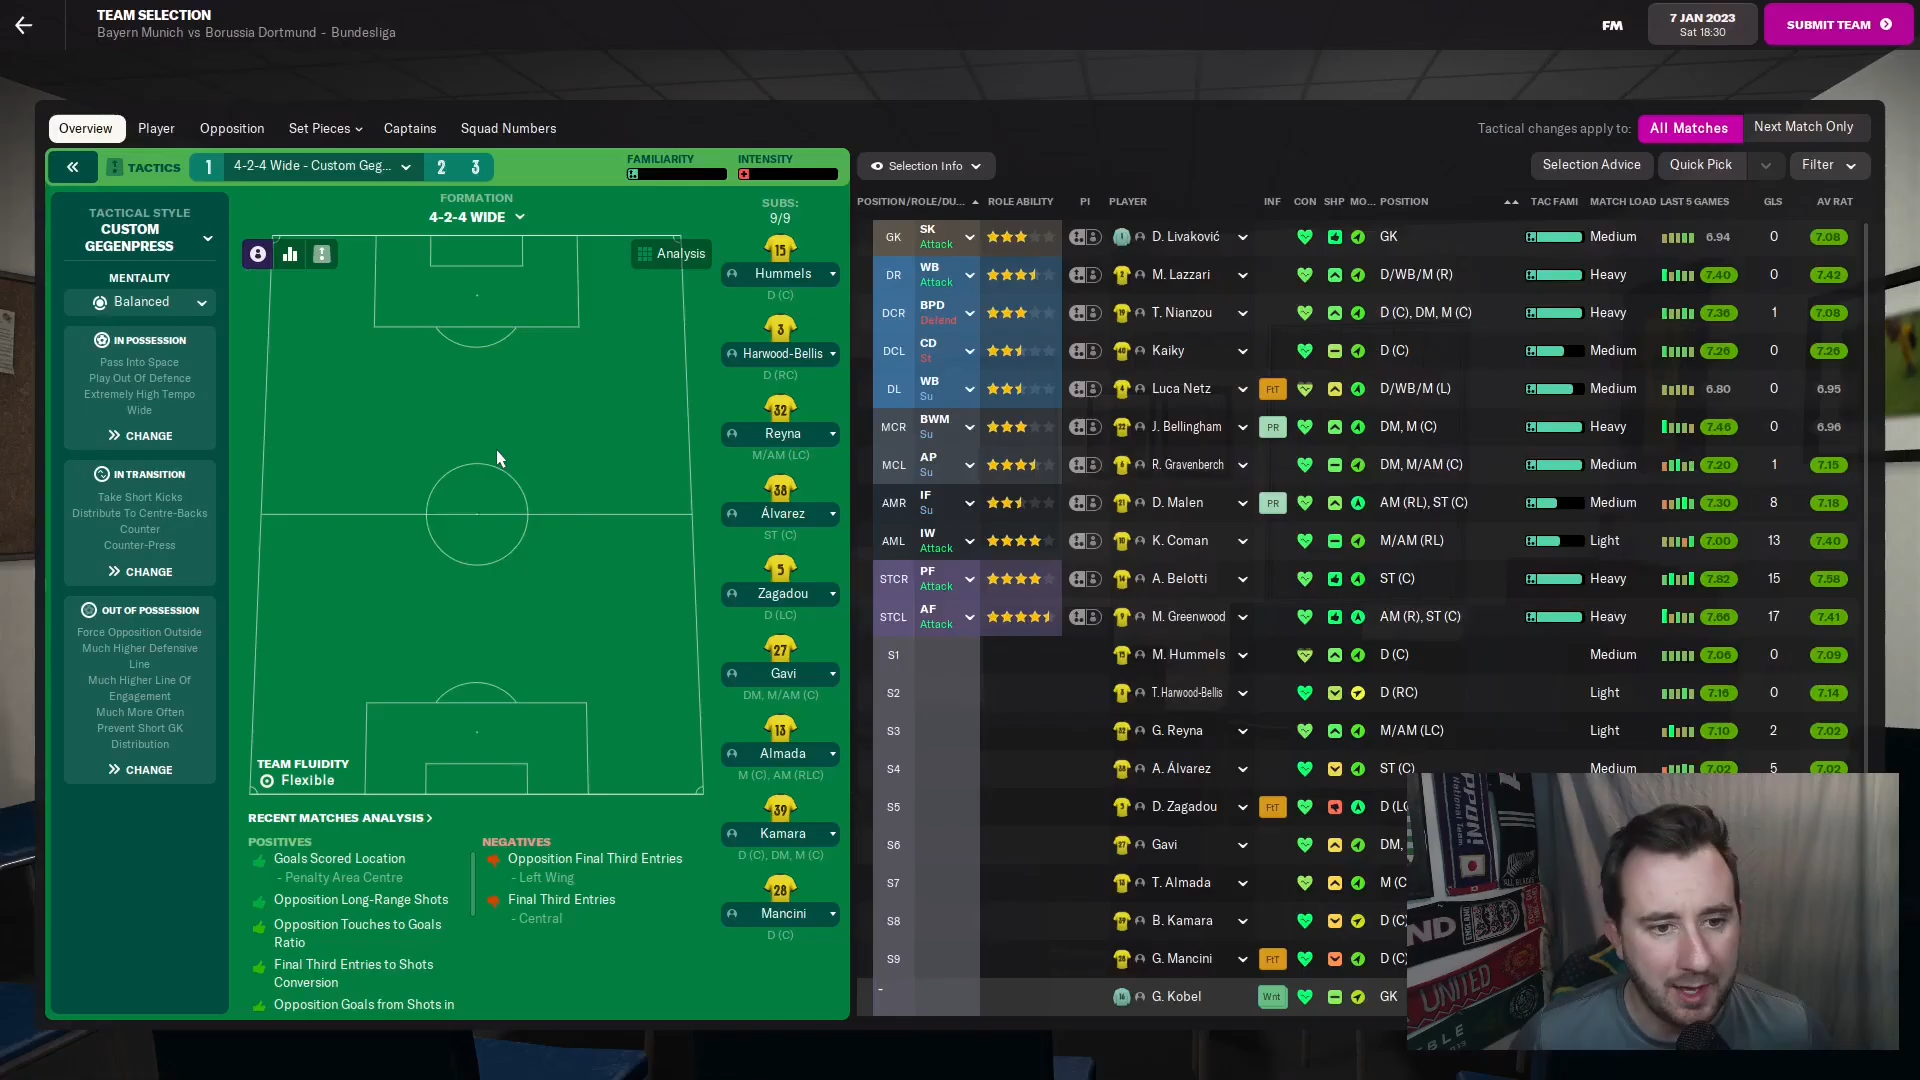 TEAM SELECTION
Bayern Munich vs Borussia Dortmund - Bundesliga
FM
7 JAN 2023
Sat 18:30
SUBMIT TEAM
Overview
Player
Opposition
Set Pieces
Captains
Squad Numbers
Tactical changes apply to:
All Matches
Next Match Only
TACTICS
1
4-2-4 Wide - Custom Geg...
2
3
FAMILIARITY
INTENSITY
Selection Info
Selection Advice
Quick Pick
Filter
TACTICAL STYLE
CUSTOM
GEGENPRESS
MENTALITY
Balanced
IN POSSESSION
Pass Into Space
Play Out Of Defence
Extremely High Tempo
Wide
CHANGE
IN TRANSITION
Take Short Kicks
Distribute To Centre-Backs
Counter
Counter-Press
CHANGE
OUT OF POSSESSION
Force Opposition Outside
Much Higher Defensive
Line
Much Higher Line Of
Engagement
Much More Often
Prevent Short GK
Distribution
CHANGE
FORMATION
4-2-4 WIDE
Analysis
TEAM FLUIDITY
Flexible
RECENT MATCHES ANALYSIS >
POSITIVES
Goals Scored Location
- Penalty Area Centre
Opposition Long-Range Shots
Opposition Touches to Goals
Ratio
Final Third Entries to Shots
Conversion
Opposition Goals from Shots in
NEGATIVES
Opposition Final Third Entries
- Left Wing
Final Third Entries
- Central
SUBS:
9/9
15
Hummels
D (C)
3
Harwood-Bellis
D (RC)
32
Reyna
M/AM (LC)
38
Álvarez
ST (C)
5
Zagadou
D (LC)
27
Gavi
DM, M/AM (C)
13
Almada
M (C), AM (RLC)
39
Kamara
D (C), DM, M (C)
28
Mancini
D (C)
POSITION/ROLE/DU... ROLE ABILITY PI PLAYER INF CON SHP MO... POSITION TAC FAMI MATCH LOAD LAST 5 GAMES GLS AV RAT
GK SK Attack D. Livaković GK Medium 6.94 0 7.08
DR WB Attack M. Lazzari D/WB/M (R) Heavy 7.40 0 7.42
DCR BPD Defend T. Nianzou D (C), DM, M (C) Heavy 7.36 1 7.08
DCL CD St Kaiky D (C) Medium 7.26 0 7.26
DL WB Su Luca Netz FtT D/WB/M (L) Medium 6.80 0 6.95
MCR BWM Su J. Bellingham PR DM, M (C) Heavy 7.46 0 6.96
MCL AP Su R. Gravenberch DM, M/AM (C) Medium 7.20 1 7.15
AMR IF Su D. Malen PR AM (RL), ST (C) Medium 7.30 8 7.18
AML IW Attack K. Coman M/AM (RL) Light 7.00 13 7.40
STCR PF Attack A. Belotti ST (C) Heavy 7.82 15 7.58
STCL AF Attack M. Greenwood AM (R), ST (C) Heavy 7.66 17 7.41
S1 M. Hummels D (C) Medium 7.06 0 7.09
S2 T. Harwood-Bellis D (RC) Light 7.16 0 7.14
S3 G. Reyna M/AM (LC) Light 7.10 2 7.02
S4 A. Álvarez ST (C) Medium 7.02 5 7.02
S5 D. Zagadou FtT D (LC
S6 Gavi DM,
S7 T. Almada M (C
S8 B. Kamara D (C)
S9 G. Mancini FtT D (C)
- G. Kobel Wnt GK
National Team
ENGLAND
UNITED